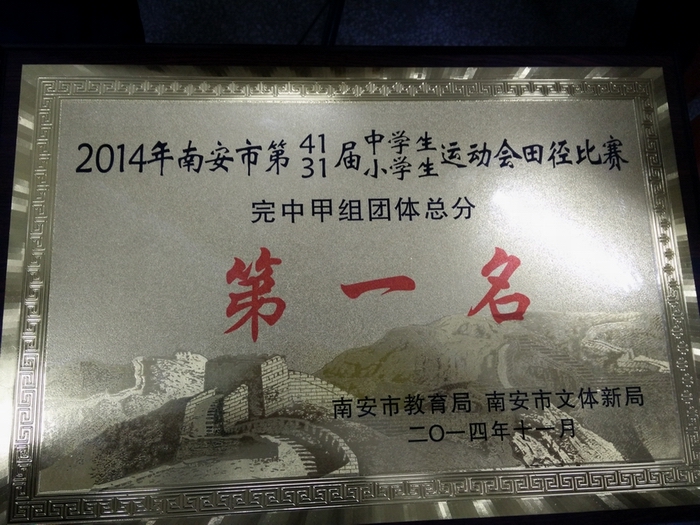 2014年南安市第41届中学生运动会田径比赛
31 小学生
完中甲组团体总分
第一名
南安市教育局 南安市文体新局
二〇一四年十一月